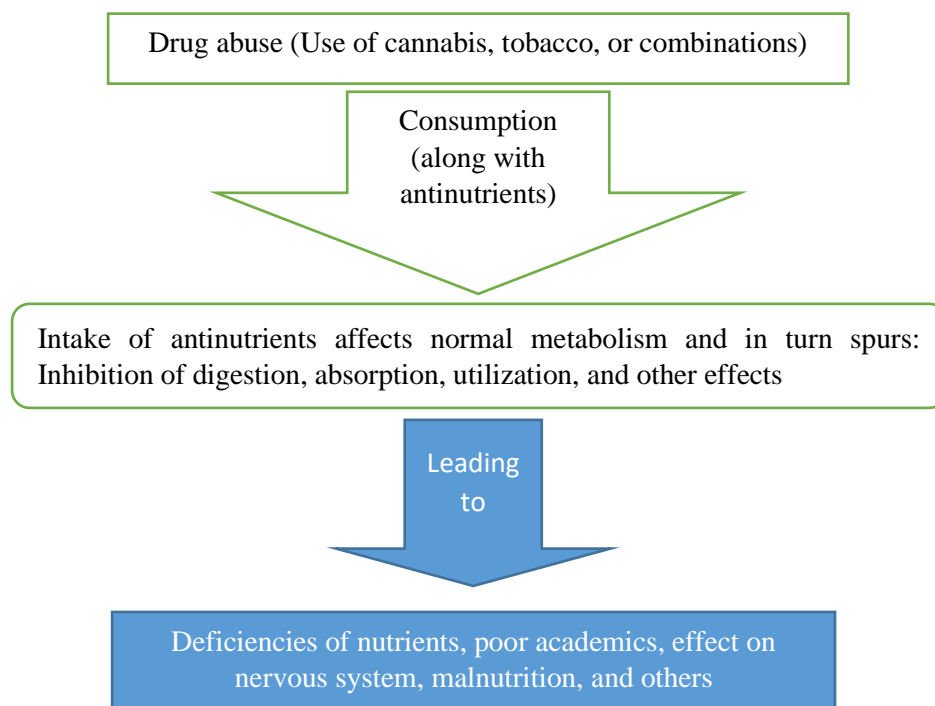 Drug abuse (Use of cannabis, tobacco, or combinations)
Consumption
(along with
antinutrients)
Intake of antinutrients affects normal metabolism and in turn spurs:
Inhibition of digestion, absorption, utilization, and other effects
Leading
to
Deficiencies of nutrients, poor academics, effect on
nervous system, malnutrition, and others